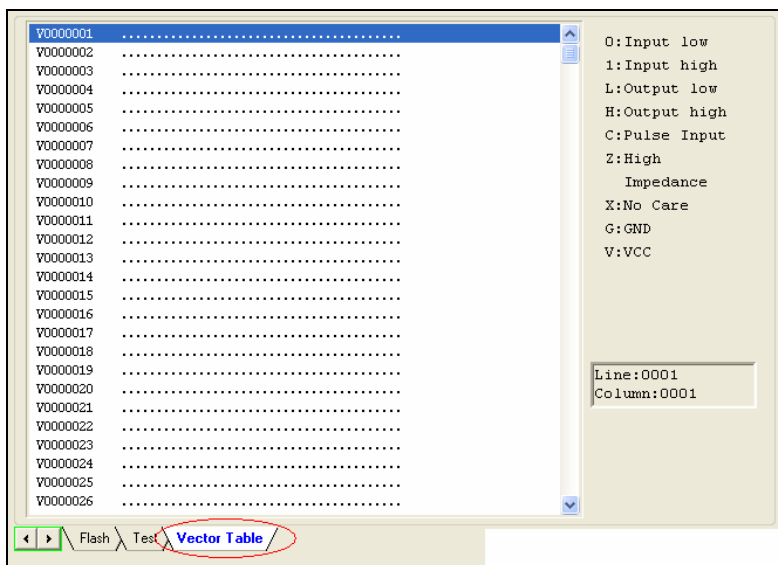 V0000001 ........................................
V0000002 ........................................
V0000003 ........................................
V0000004 ........................................
V0000005 ........................................
V0000006 ........................................
V0000007 ........................................
V0000008 ........................................
V0000009 ........................................
V0000010 ........................................
V0000011 ........................................
V0000012 ........................................
V0000013 ........................................
V0000014 ........................................
V0000015 ........................................
V0000016 ........................................
V0000017 ........................................
V0000018 ........................................
V0000019 ........................................
V0000020 ........................................
V0000021 ........................................
V0000022 ........................................
V0000023 ........................................
V0000024 ........................................
V0000025 ........................................
V0000026 ........................................
0:Input low
1:Input high
L:Output low
H:Output high
C:Pulse Input
Z:High
Impedance
X:No Care
G:GND
V:VCC
Line:0001
Column:0001
Flash Test Vector Table